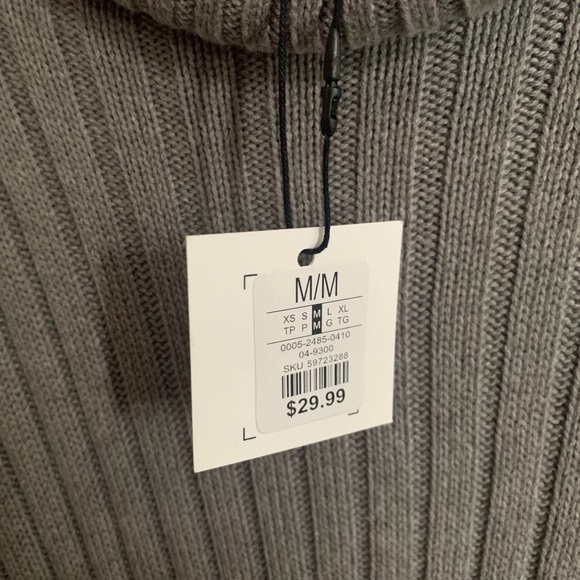 M/M
XS S M L XL
TP P M G TG
0005-2485-0410
04-9300
SKU 59723288
$29.99